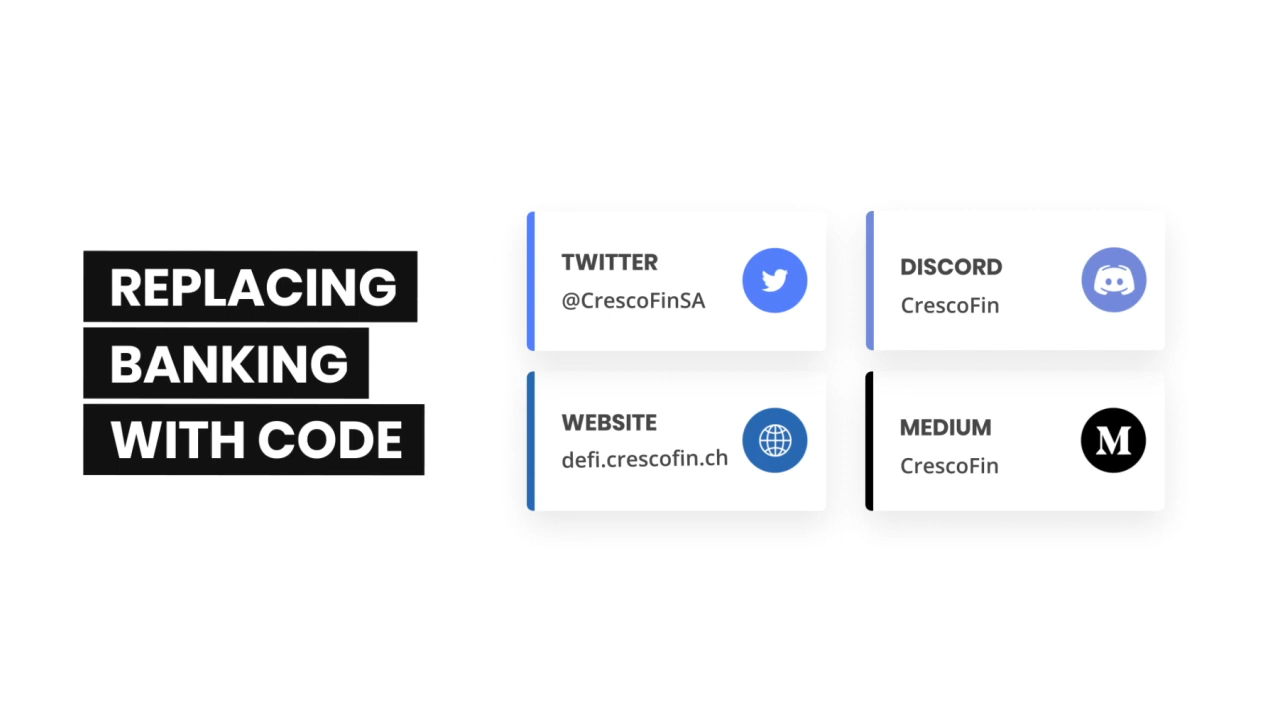 REPLACING
BANKING
WITH CODE
TWITTER
@CrescoFinSA
DISCORD
CrescoFin
WEBSITE
defi.crescofin.ch
MEDIUM
CrescoFin
M